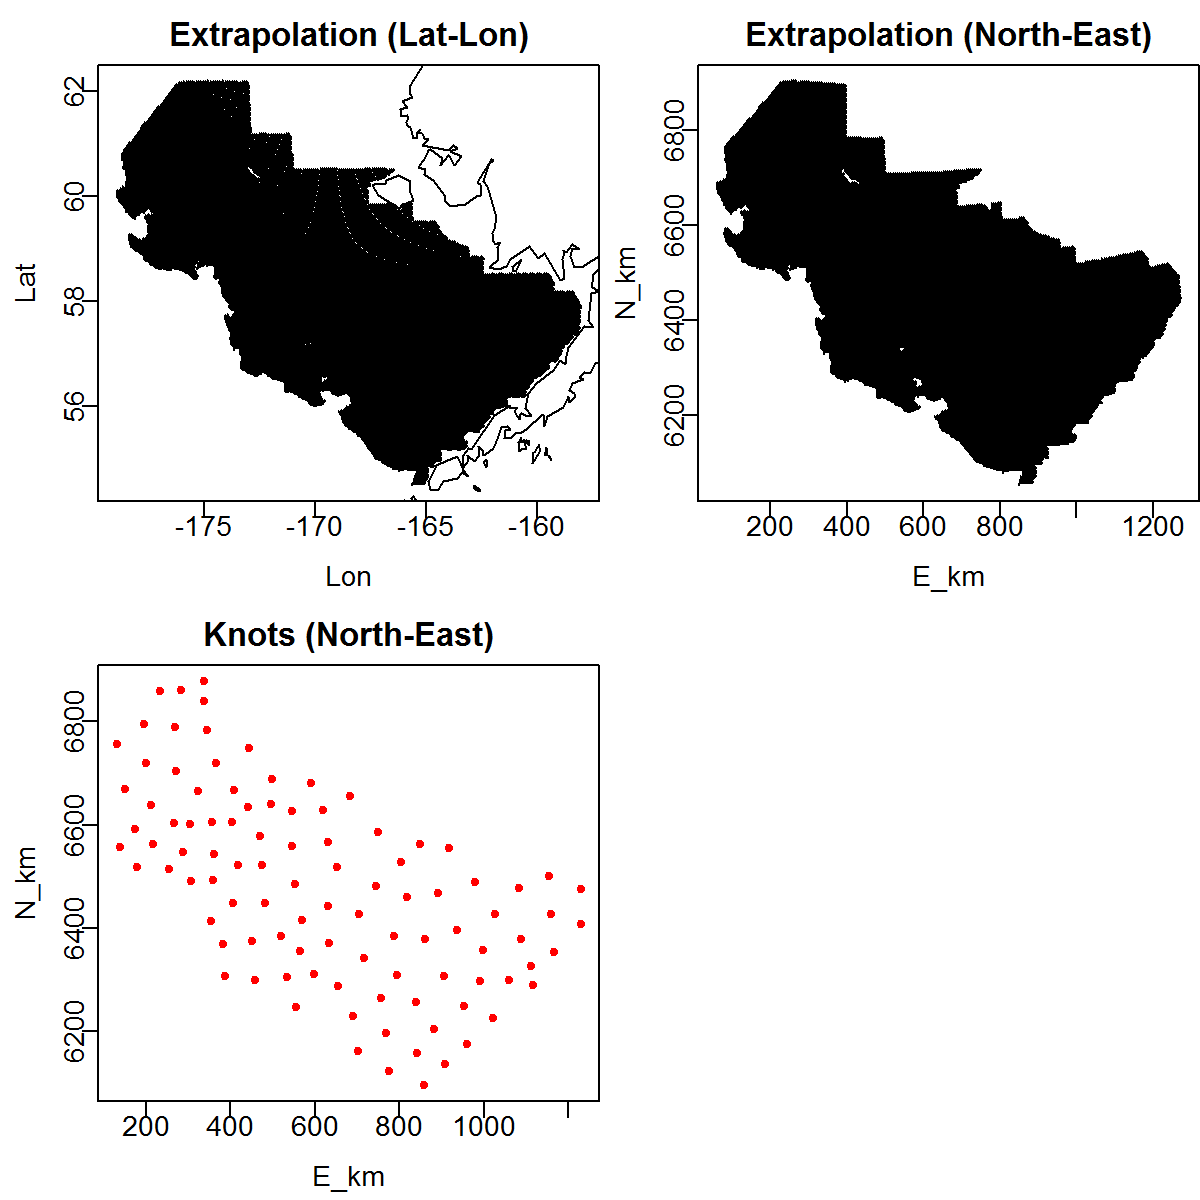 Extrapolation (Lat-Lon)
Lat
62
60
58
56
-175 -170 -165 -160
Lon
Extrapolation (North-East)
N_km
6800
6600
6400
6200
200 400 600 800 1200
E_km
Knots (North-East)
N_km
6800
6600
6400
6200
200 400 600 800 1000
E_km